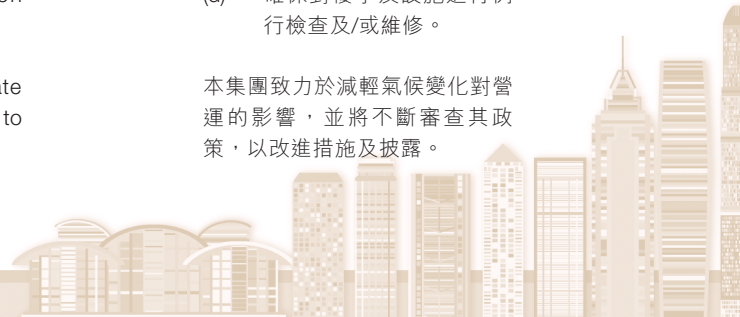 行檢查及/或維修。
ate
to
本集團致力於減輕氣候變化對營
運的影響，並將不斷審查其政
策，以改進措施及披露。